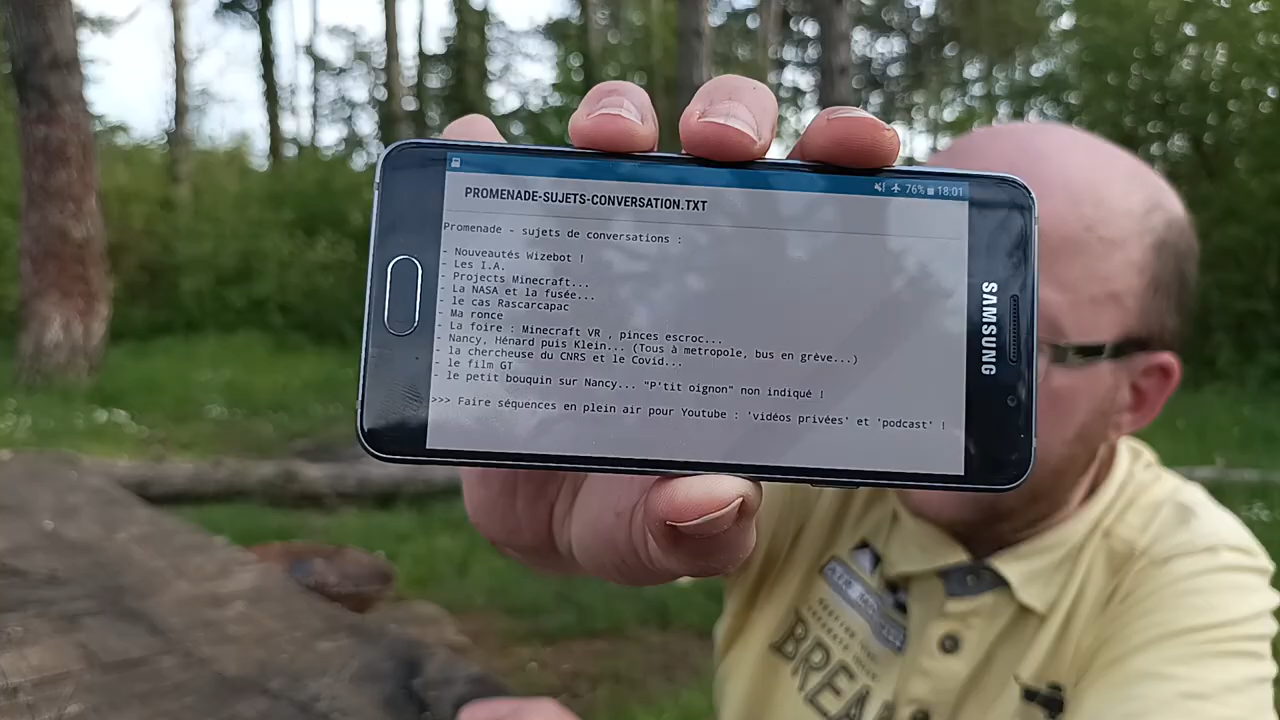 76% 18:01
PROMENADE-SUJETS-CONVERSATION.TXT
Promenade - sujets de conversations :
- Nouveautés Wizebot !
- Les I.A.
- Projects Minecraft...
- La NASA et la fusée...
- le cas Rascarcapac
- Ma ronce
- La foire : Minecraft VR , pinces escroc...
- Nancy, Hénard puis Klein... (Tous à metropole, bus en grève...)
- la chercheuse du CNRS et le Covid...
- le film GT
- le petit bouquin sur Nancy... "P'tit oignon" non indiqué !
>>> Faire séquences en plein air pour Youtube : 'vidéos privées' et 'podcast' !
SAMSUNG
BREA